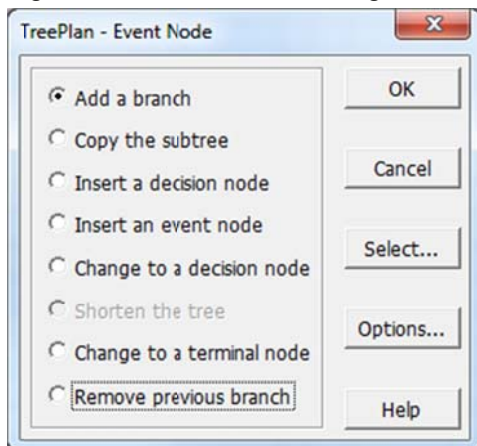 TreePlan - Event Node
Add a branch
Copy the subtree
Insert a decision node
Insert an event node
Change to a decision node
Shorten the tree
Change to a terminal node
Remove previous branch
OK
Cancel
Select...
Options...
Help